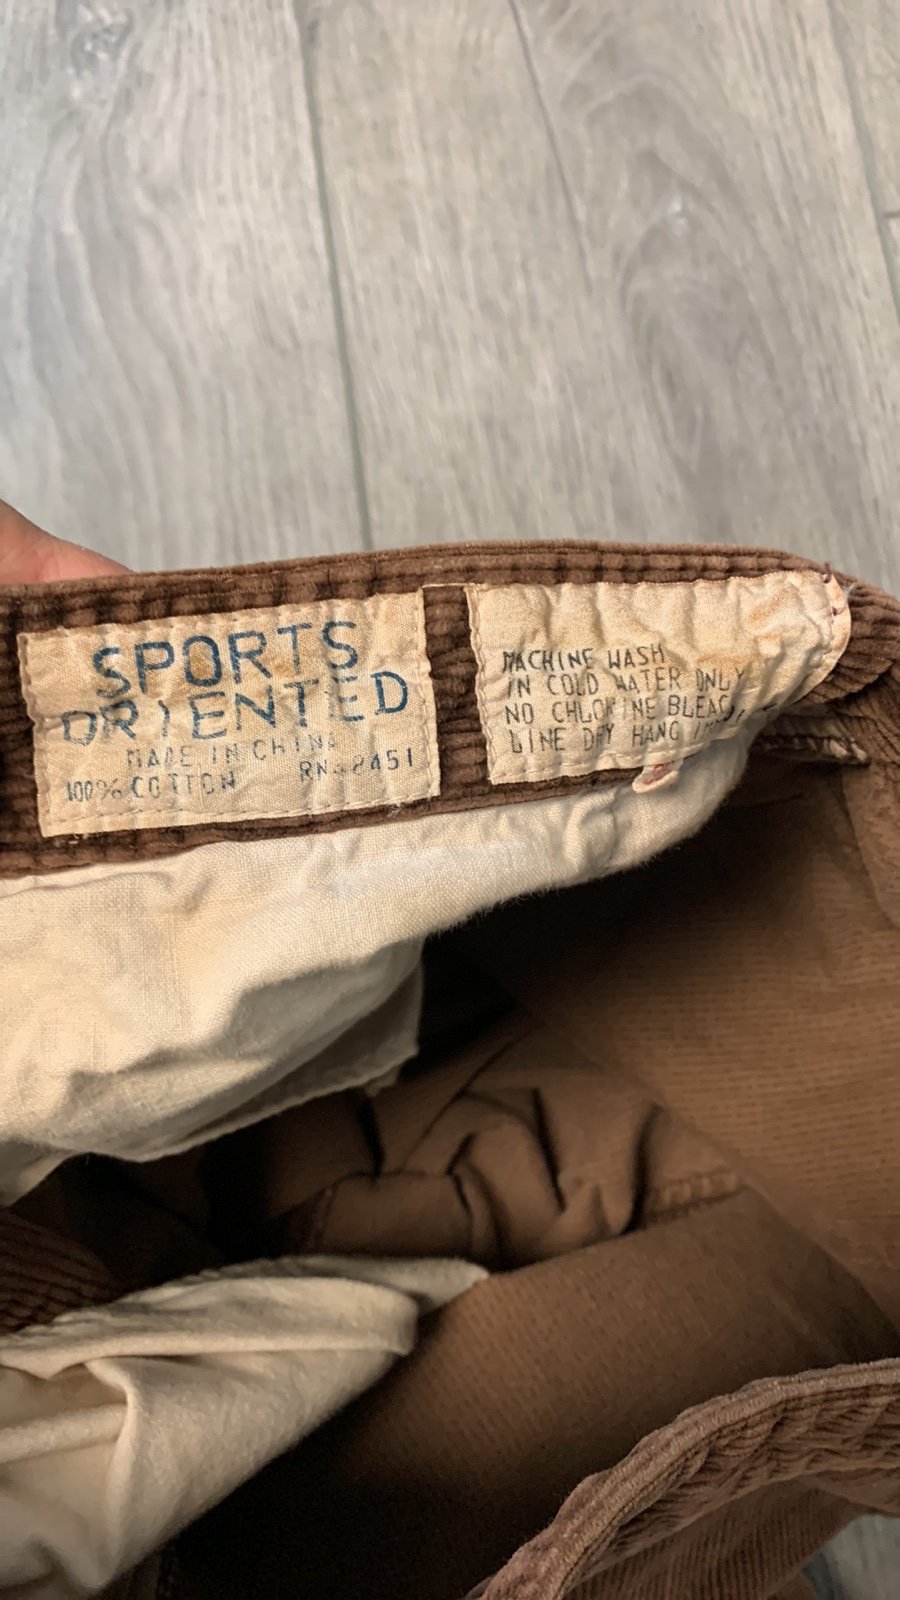 SPORTS
ORIENTED
MADE IN CHINA
100% COTTON
MACHINE WASH
IN COLD WATER ONLY
NO CHLORINE BLEACH
LINE DRY HANG